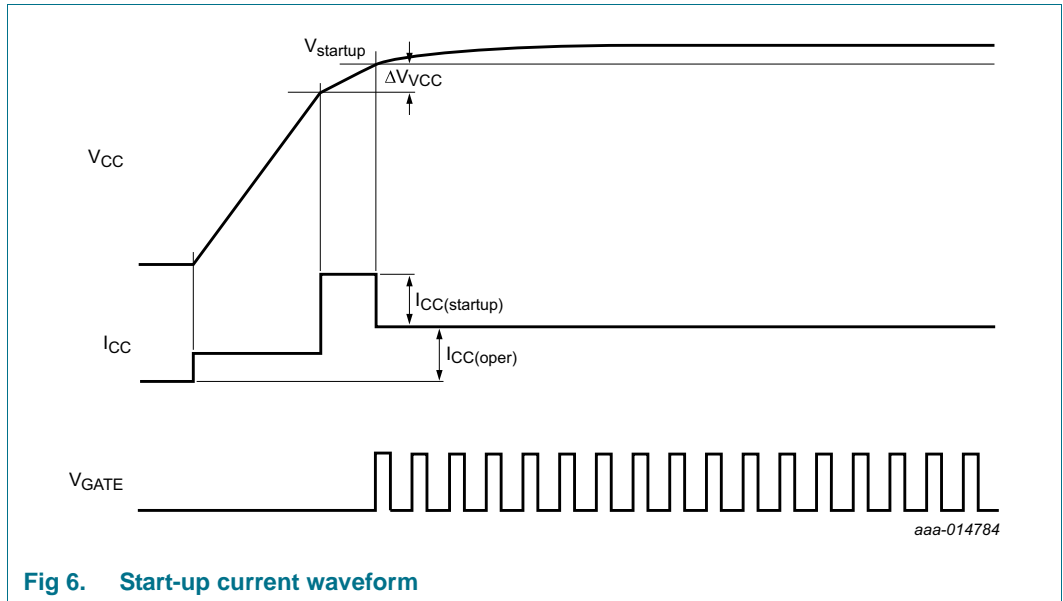 Vstartup
ΔVVCC
VCC
ICC(startup)
ICC
ICC(oper)
VGATE
aaa-014784
Fig 6. Start-up current waveform